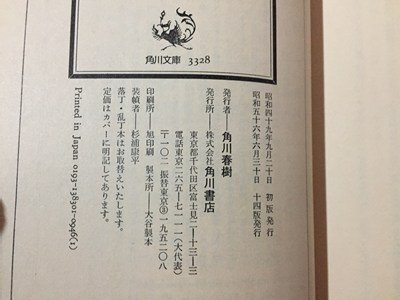 角川文庫 3328
昭和四十九年九月二十日 初版発行
昭和五十六年六月三十日 十四版発行
発行者―角川春樹
発行所―株式会社角川書店
東京都千代田区富士見二―十三―三
電話東京二六五―七一一一(大代表)
〒一〇二 振替東京③一九五二〇八
印刷所―旭印刷 製本所―大谷製本
装幀者―杉浦康平
落丁・乱丁本はお取替えいたします。
定価はカバーに明記してあります。
Printed in Japan 0193-138301-0946(1)